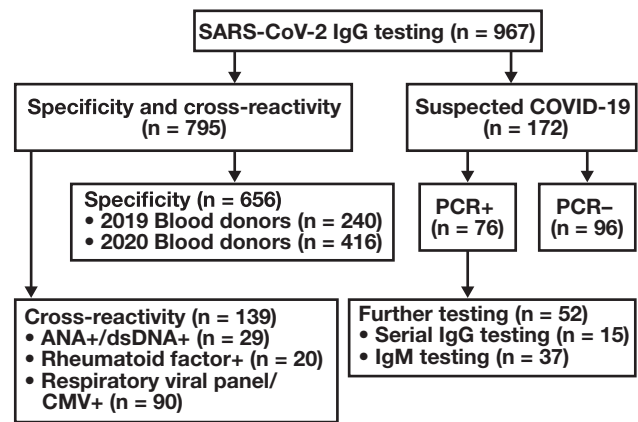 SARS-CoV-2 IgG testing (n = 967)
Specificity and cross-reactivity
(n = 795)
Suspected COVID-19
(n = 172)
Specificity (n = 656)
• 2019 Blood donors (n = 240)
• 2020 Blood donors (n = 416)
PCR+
(n = 76)
PCR–
(n = 96)
Cross-reactivity (n = 139)
• ANA+/dsDNA+ (n = 29)
• Rheumatoid factor+ (n = 20)
• Respiratory viral panel/
CMV+ (n = 90)
Further testing (n = 52)
• Serial IgG testing (n = 15)
• IgM testing (n = 37)